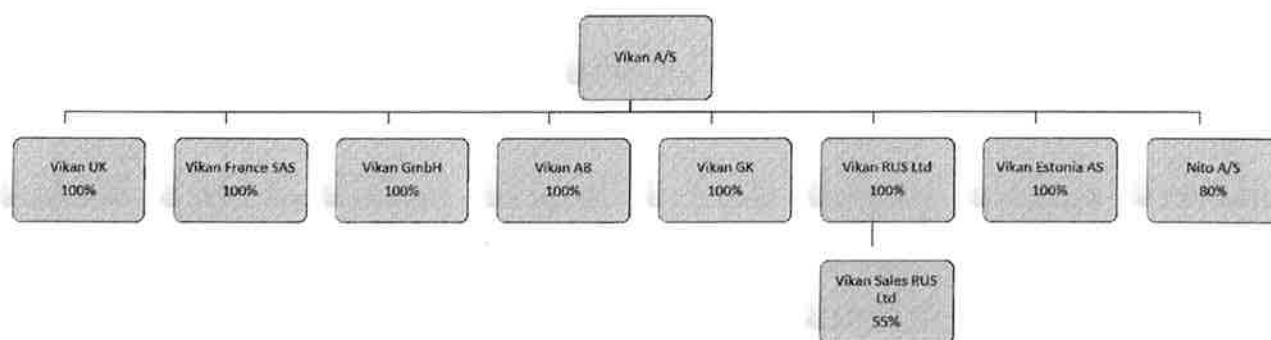 Vikan A/S
Vikan UK
100%
Vikan France SAS
100%
Vikan GmbH
100%
Vikan AB
100%
Vikan GK
100%
Vikan RUS Ltd
100%
Vikan Estonia AS
100%
Nito A/S
80%
Vikan Sales RUS
Ltd
55%